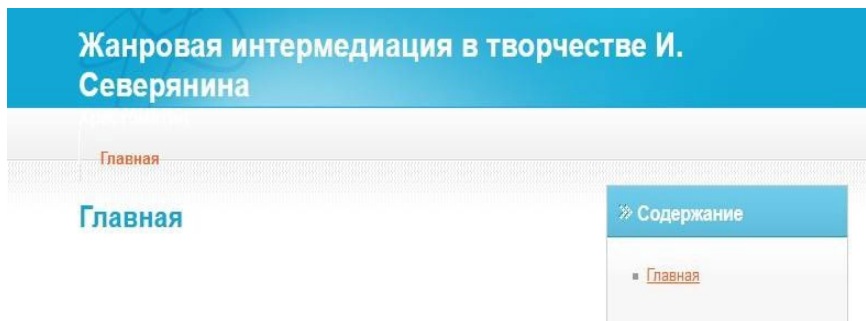 Жанровая интермедиация в творчестве И.
Северянина
Главная
Главная
Содержание
Главная